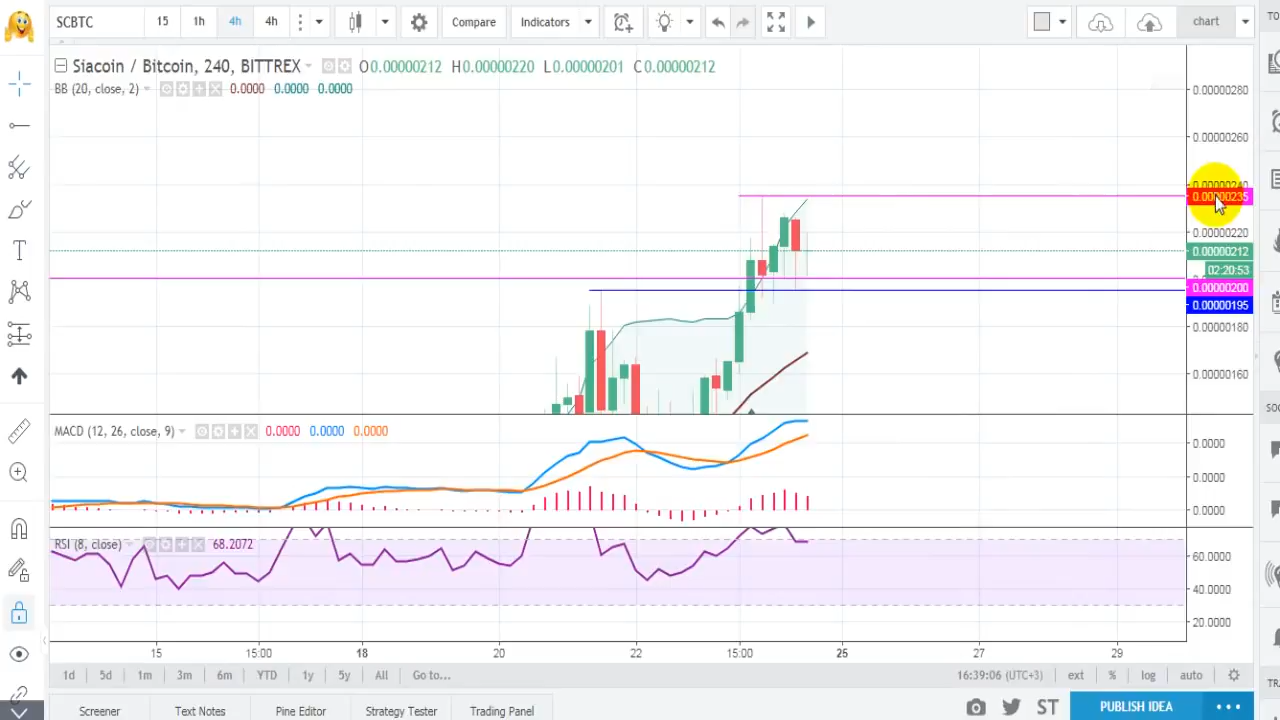 SCBTC 15 1h 4h 4h Compare Indicators chart
Siacoin / Bitcoin, 240, BITTREX O0.00000212 H0.00000220 L0.00000201 C0.00000212
BB (20, close, 2) 0.0000 0.0000 0.0000
0.00000280
0.00000260
0.00000240
0.00000235
0.00000220
0.00000212
02:20:53
0.00000200
0.00000195
0.00000180
0.00000160
MACD (12, 26, close, 9) 0.0000 0.0000 0.0000
0.0000
0.0000
0.0000
RSI (8, close) 68.2072
60.0000
40.0000
20.0000
15 15:00 18 20 22 15:00 25 27 29
1d 5d 1m 3m 6m YTD 1y 5y All Go to... 16:39:06 (UTC+3) ext % log auto
Screener Text Notes Pine Editor Strategy Tester Trading Panel ST PUBLISH IDEA